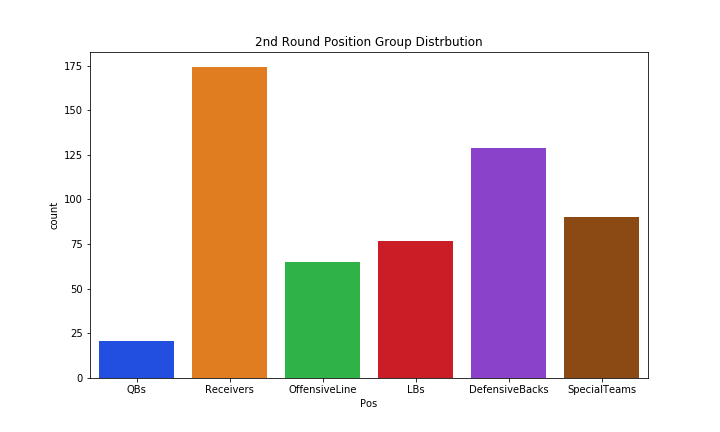 2nd Round Position Group Distrbution
175
150
125
100
75
50
25
0
count
QBs Receivers OffensiveLine LBs DefensiveBacks SpecialTeams
Pos